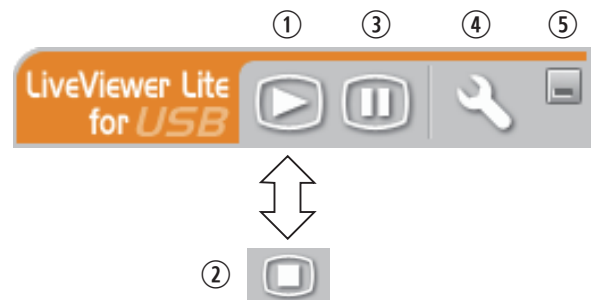 ① ③ ④ ⑤
LiveViewer Lite
for USB
②